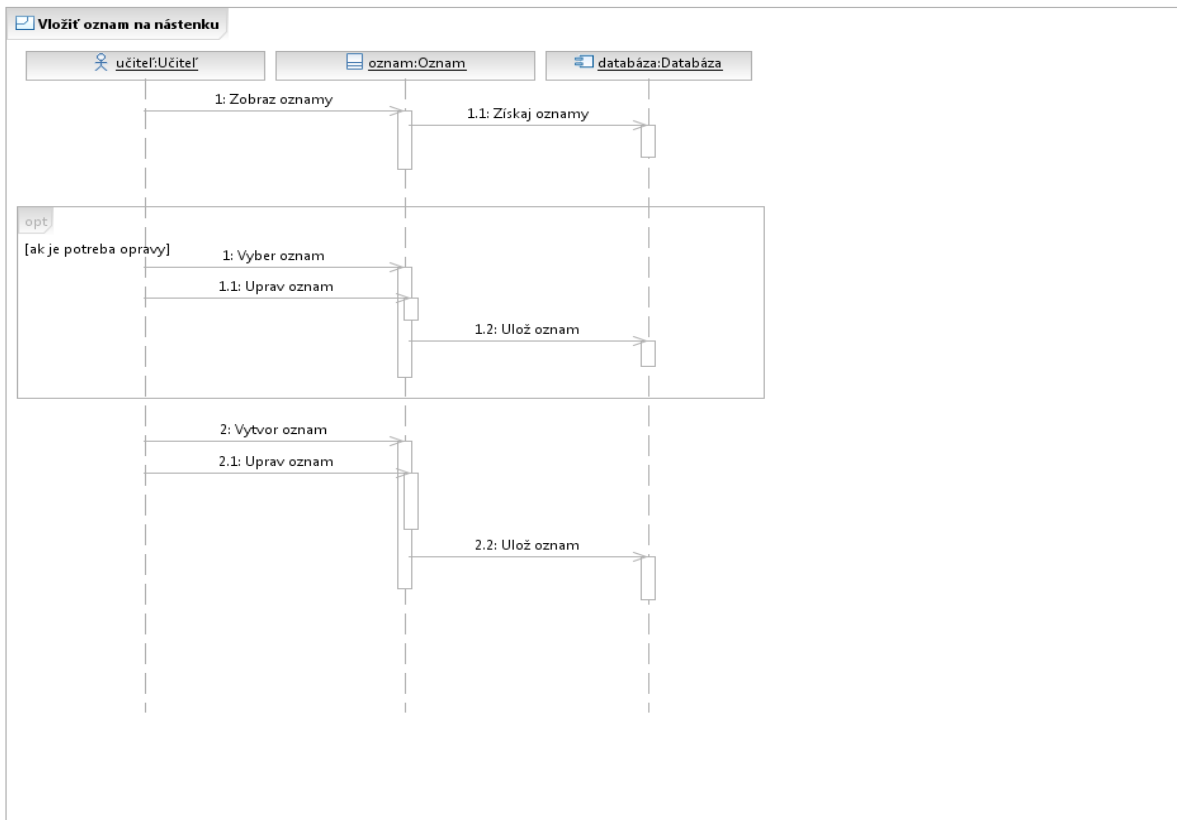 Vložiť oznam na nástenku
učiteľ:Učiteľ
oznam:Oznam
databáza:Databáza
1: Zobraz oznamy
1.1: Získaj oznamy
opt
[ak je potreba opravy]
1: Vyber oznam
1.1: Uprav oznam
1.2: Ulož oznam
2: Vytvor oznam
2.1: Uprav oznam
2.2: Ulož oznam